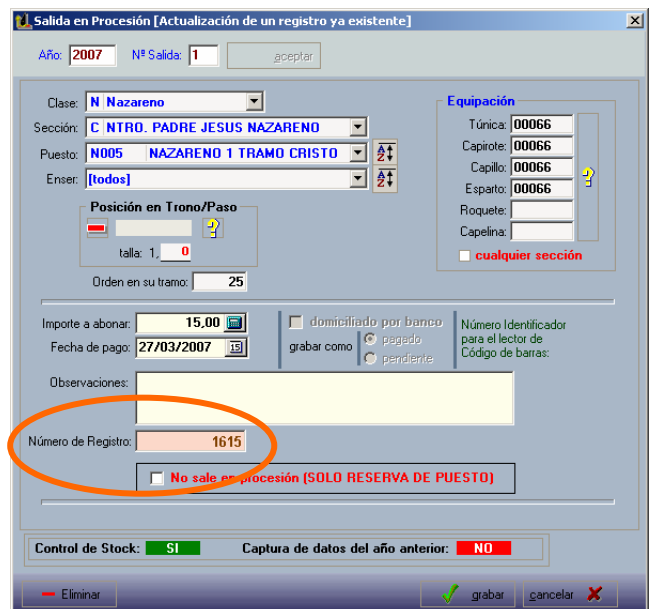 Salida en Procesión [Actualización de un registro ya existente]
Año: 2007 Nº Salida: 1 aceptar
Clase: N Nazareno
Sección: C NTRO. PADRE JESUS NAZARENO
Puesto: N005 NAZARENO 1 TRAMO CRISTO
Enser: [todos]
Posición en Trono/Paso
talla: 1, 0
Orden en su tramo: 25
Equipación
Túnica: 00066
Capirote: 00066
Capillo: 00066
Esparto: 00066
Roquete:
Capelina:
cualquier sección
Importe a abonar: 15,00
Fecha de pago: 27/03/2007 15
domiciliado por banco
grabar como pagado
pendiente
Número Identificador
para el lector de
Código de barras:
Observaciones:
Número de Registro: 1615
No sale en procesión (SOLO RESERVA DE PUESTO)
Control de Stock: SI Captura de datos del año anterior: NO
Eliminar grabar cancelar